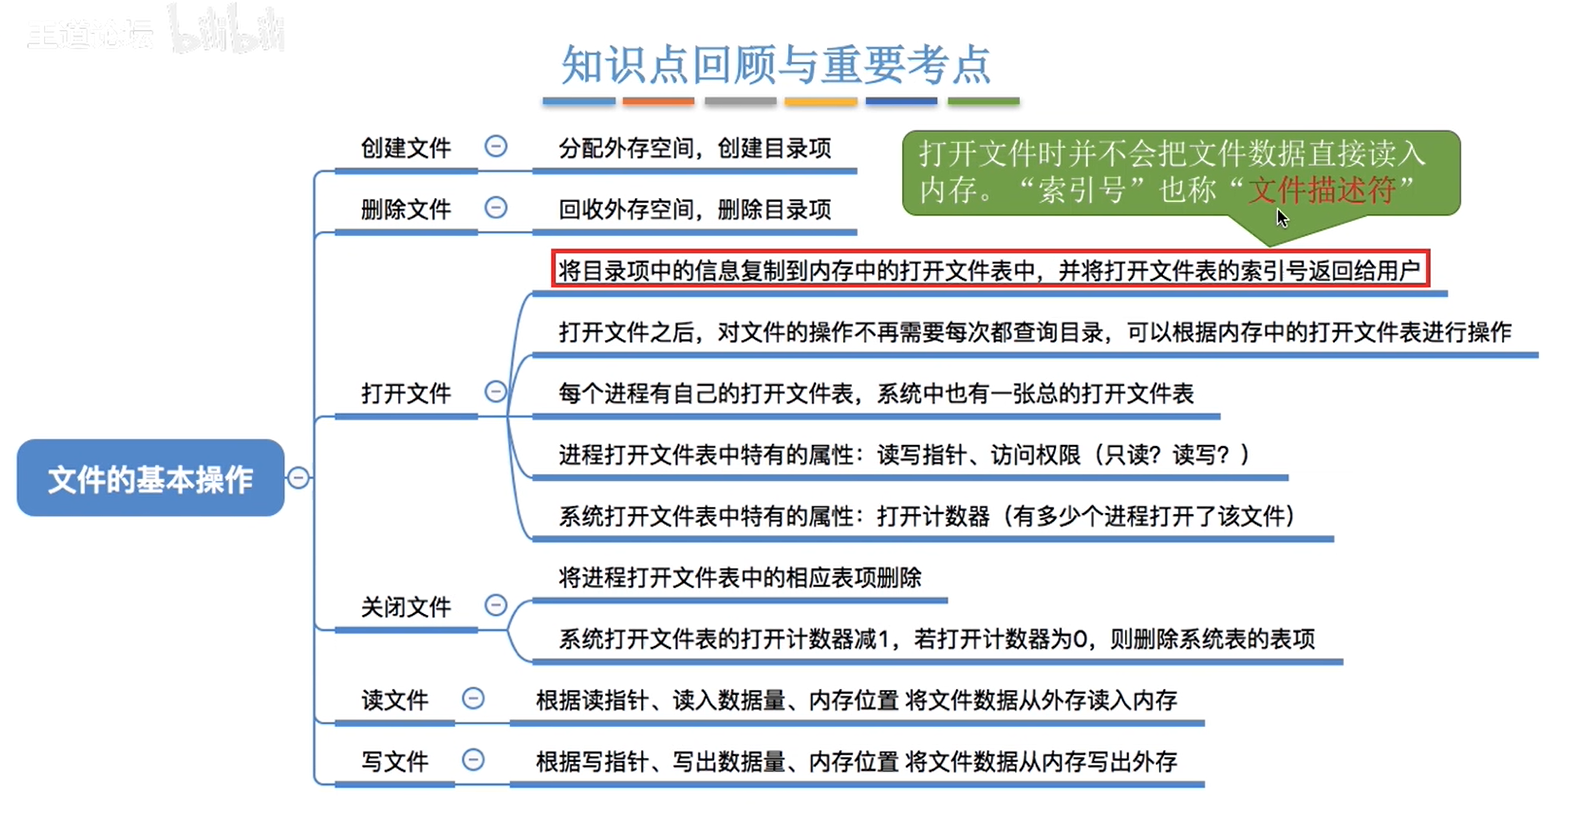 王道论坛 bilibili
知识点回顾与重要考点
创建文件
分配外存空间，创建目录项
打开文件时并不会把文件数据直接读入
内存。“索引号”也称“文件描述符”
删除文件
回收外存空间，删除目录项
将目录项中的信息复制到内存中的打开文件表中，并将打开文件表的索引号返回给用户
打开文件之后，对文件的操作不再需要每次都查询目录，可以根据内存中的打开文件表进行操作
打开文件
每个进程有自己的打开文件表，系统中也有一张总的打开文件表
进程打开文件表中特有的属性：读写指针、访问权限（只读？读写？）
文件的基本操作
系统打开文件表中特有的属性：打开计数器（有多少个进程打开了该文件）
关闭文件
将进程打开文件表中的相应表项删除
系统打开文件表的打开计数器减1，若打开计数器为0，则删除系统表的表项
读文件
根据读指针、读入数据量、内存位置 将文件数据从外存读入内存
写文件
根据写指针、写出数据量、内存位置 将文件数据从内存写出外存